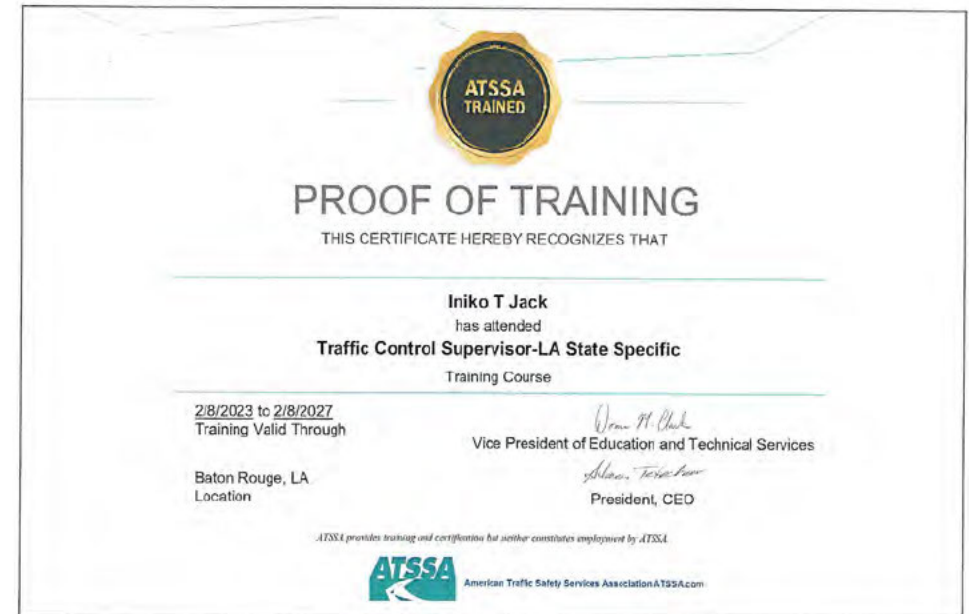 ATSSA
TRAINED
PROOF OF TRAINING
THIS CERTIFICATE HEREBY RECOGNIZES THAT
Iniko T Jack
has attended
Traffic Control Supervisor-LA State Specific
Training Course
2/8/2023 to 2/8/2027
Training Valid Through
Vice President of Education and Technical Services
Baton Rouge, LA
Location
President, CEO
ATSSA provides training and certification but neither constitutes employment by ATSSA
ATSSA
American Traffic Safety Services Association ATSSA.com